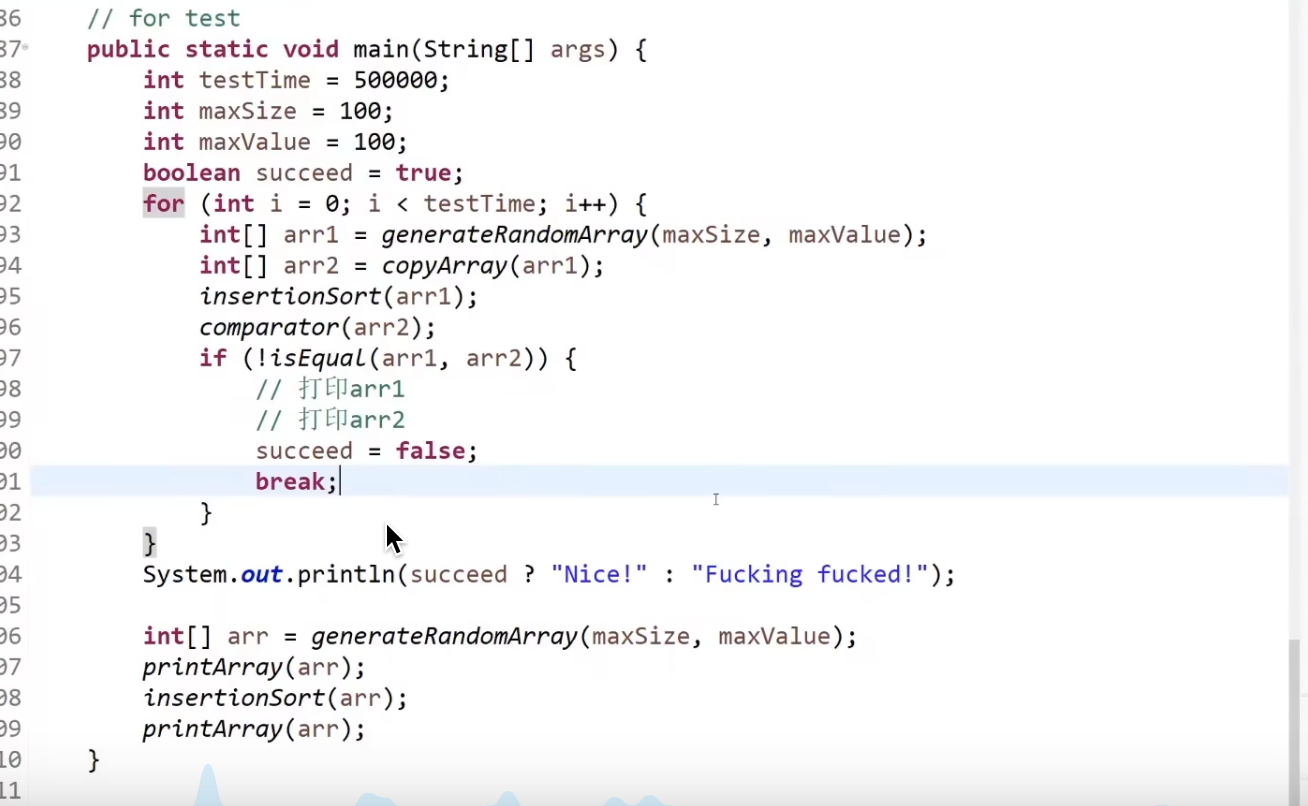 36 // for test
37 public static void main(String[] args) {
38 int testTime = 500000;
39 int maxSize = 100;
90 int maxValue = 100;
91 boolean succeed = true;
92 for (int i = 0; i < testTime; i++) {
93 int[] arr1 = generateRandomArray(maxSize, maxValue);
94 int[] arr2 = copyArray(arr1);
95 insertionSort(arr1);
96 comparator(arr2);
97 if (!isEqual(arr1, arr2)) {
98 // 打印arr1
99 // 打印arr2
00 succeed = false;
01 break;
02 }
03 }
04 System.out.println(succeed ? "Nice!" : "Fucking fucked!");
05
06 int[] arr = generateRandomArray(maxSize, maxValue);
07 printArray(arr);
08 insertionSort(arr);
09 printArray(arr);
10 }
11